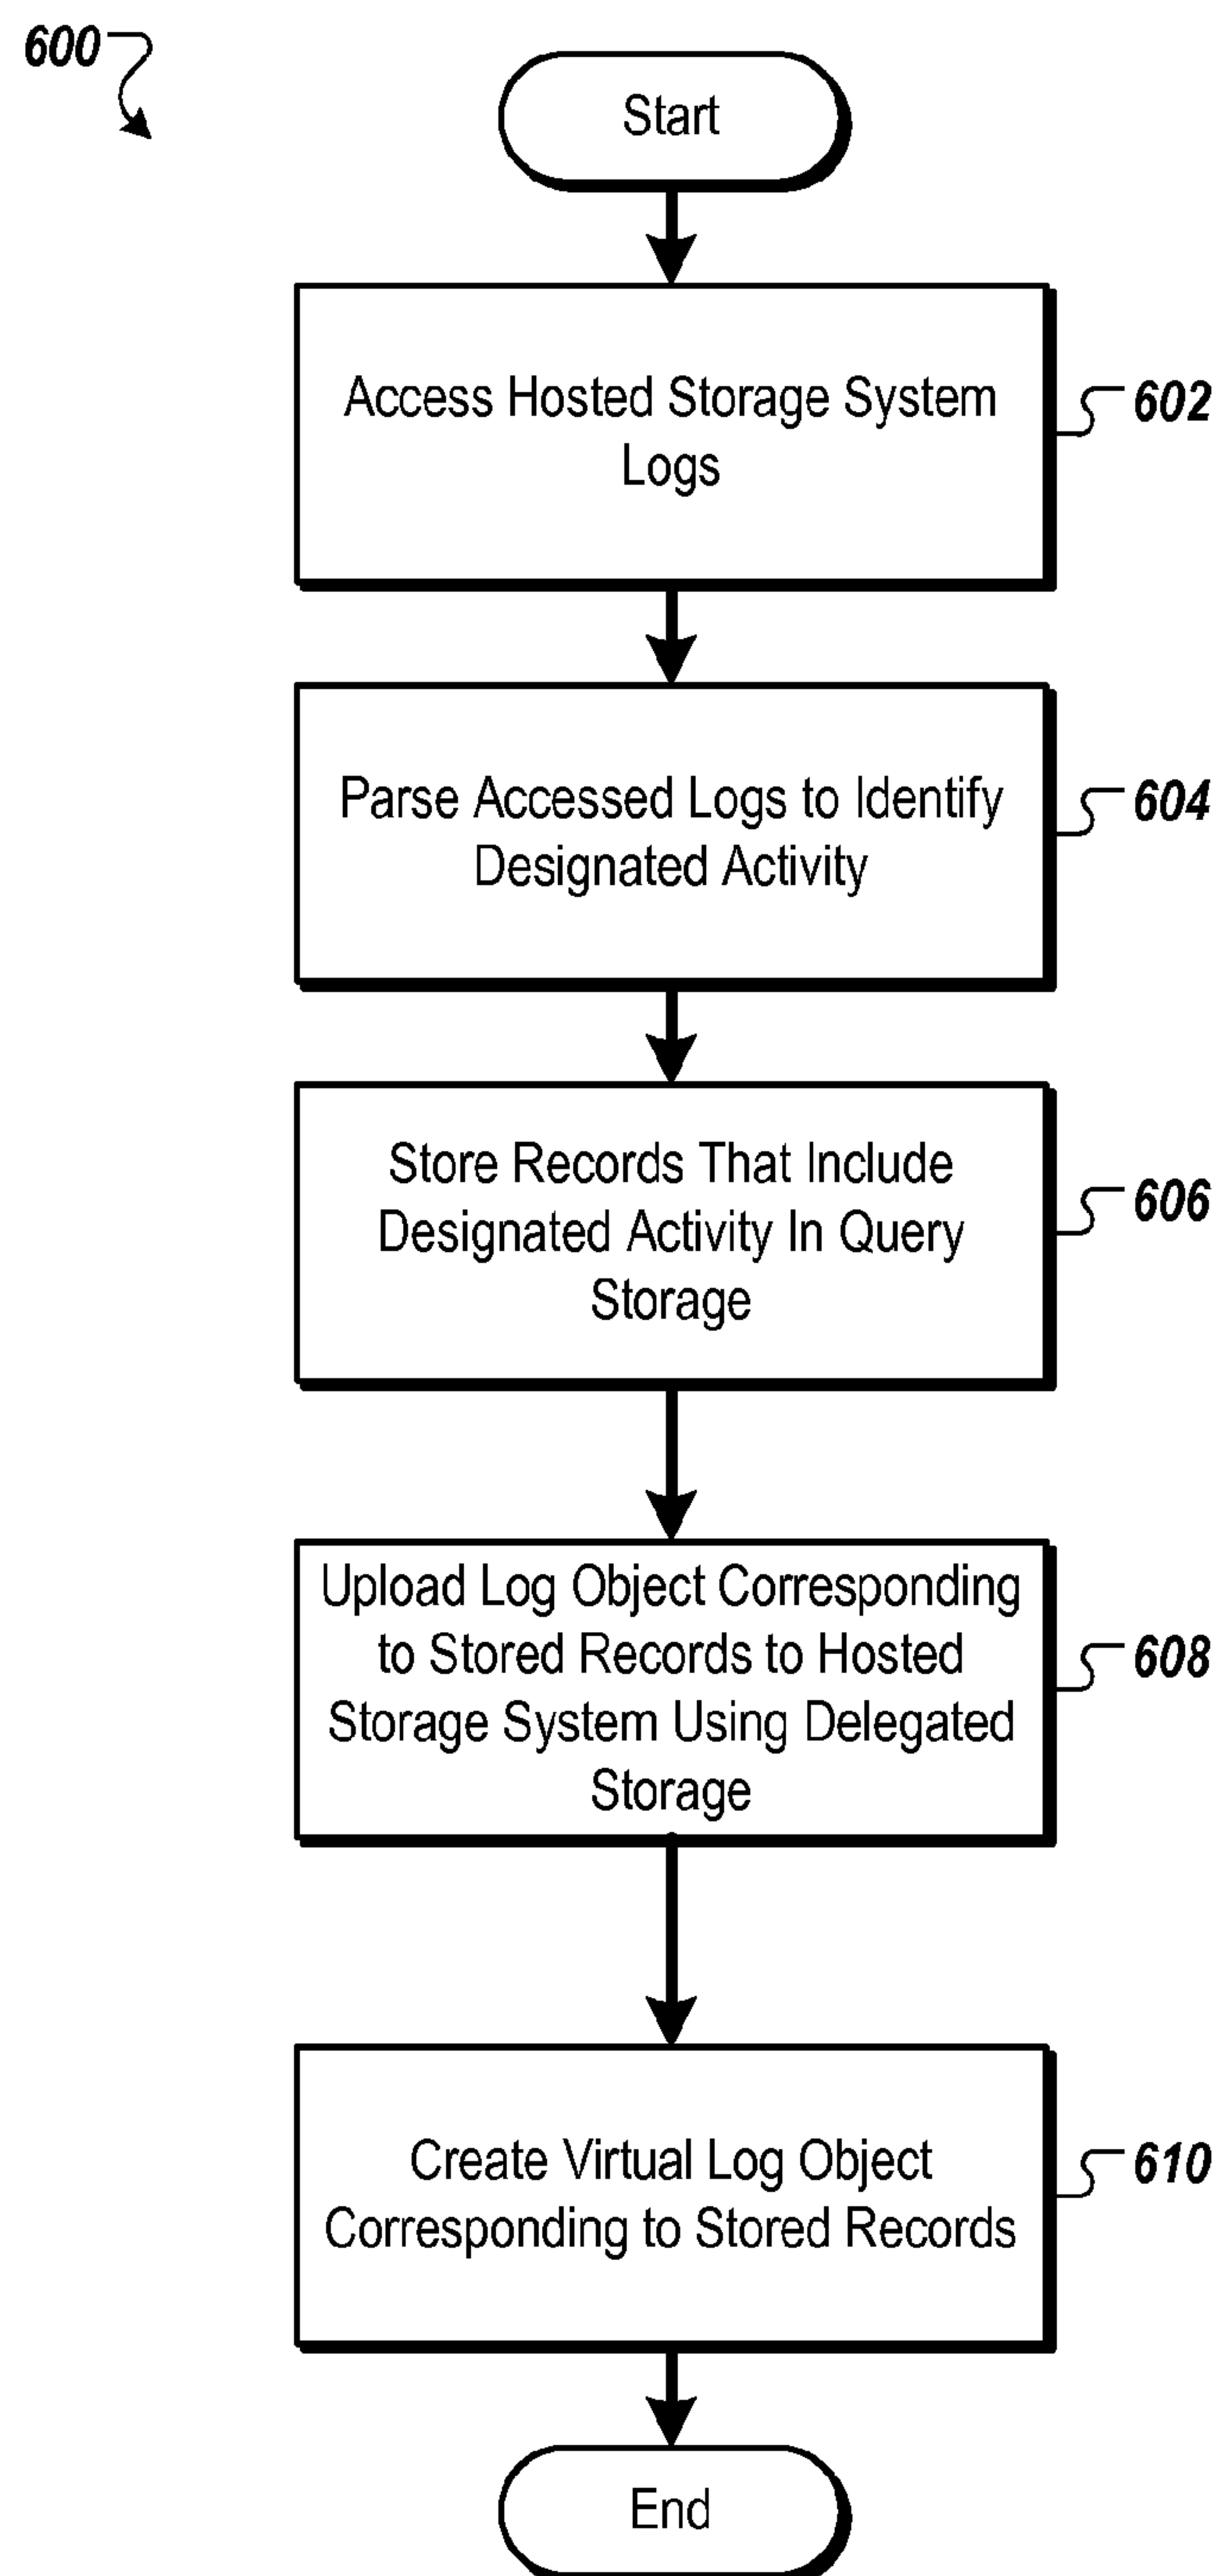 600
Start
Access Hosted Storage System
Logs
602
Parse Accessed Logs to Identify
Designated Activity
604
Store Records That Include
Designated Activity In Query
Storage
606
Upload Log Object Corresponding
to Stored Records to Hosted
Storage System Using Delegated
Storage
608
Create Virtual Log Object
Corresponding to Stored Records
610
End